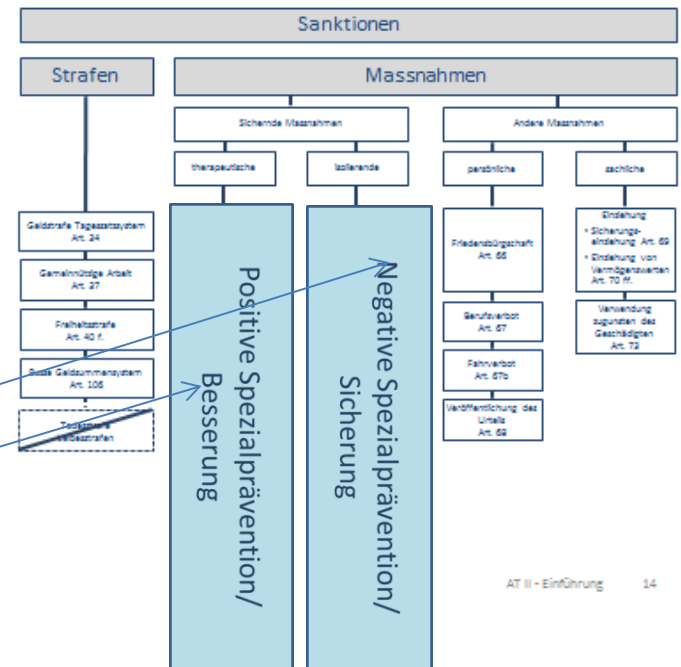 Sanktionen
Strafen
Massnahmen
Sichernde Massnahmen
Andere Massnahmen
therapeutische
isolierende
persönliche
sachliche
Geldstrafe Tagessatzsystem
Art. 34
Gemeinnützige Arbeit
Art. 37
Freiheitsstrafe
Art. 40 f.
Busse Geldsummensystem
Art. 106
Todesstrafe
Leibesstrafen
Positive Spezialprävention/
Besserung
Negative Spezialprävention/
Sicherung
Friedensbürgschaft
Art. 66
Berufsverbot
Art. 67
Fahrverbot
Art. 67b
Veröffentlichung des
Urteils
Art. 68
Einziehung
• Sicherungs-
einziehung Art. 69
• Einziehung von
Vermögenswerten
Art. 70 ff.
Verwendung
zugunsten des
Geschädigten
Art. 73
AT II - Einführung 14